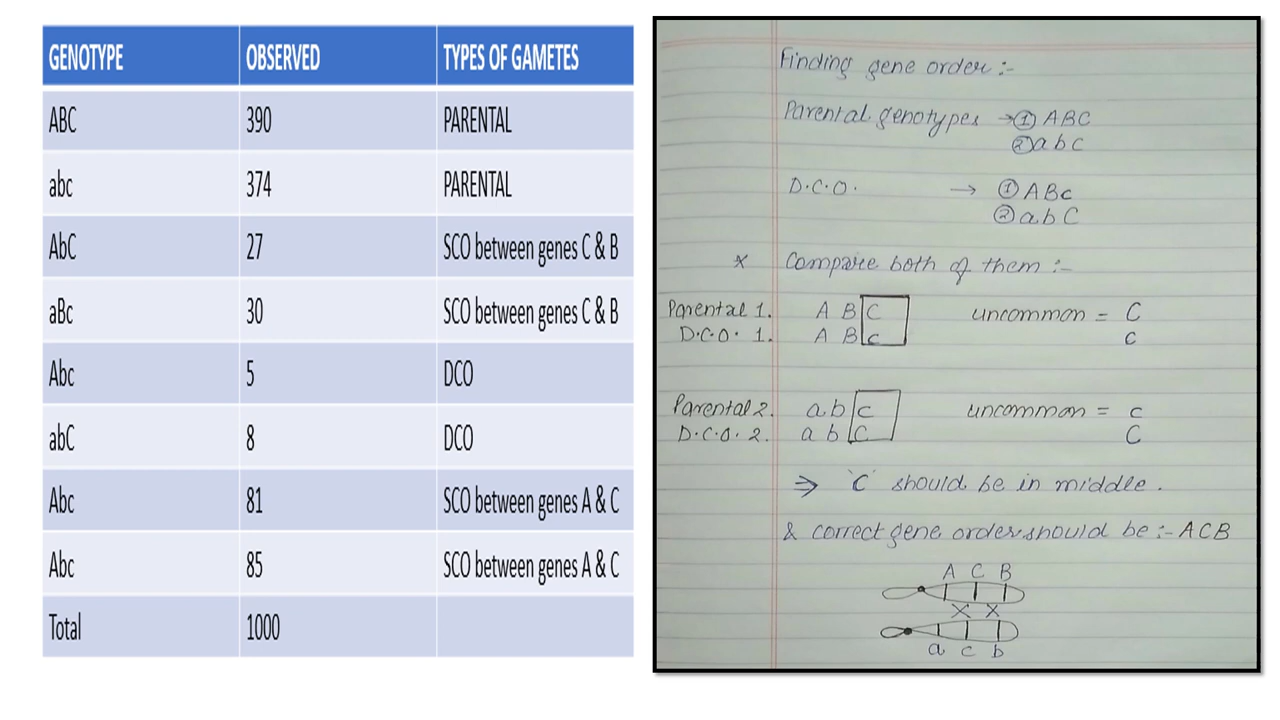 GENOTYPE OBSERVED TYPES OF GAMETES
ABC 390 PARENTAL
abc 374 PARENTAL
AbC 27 SCO between genes C & B
aBc 30 SCO between genes C & B
Abc 5 DCO
abC 8 DCO
Abc 81 SCO between genes A & C
Abc 85 SCO between genes A & C
Total 1000
Finding gene order :-
Parental genotypes → ① ABC
② abc
D.C.O. → ① ABc
② abC
* Compare both of them :-
Parental 1. A B C uncommon = C
D.C.O. 1. A B c c
Parental 2. a b c uncommon = c
D.C.O. 2. a b C C
⇒ 'C' should be in middle.
& correct gene order should be :- ACB
A C B
X X
a c b